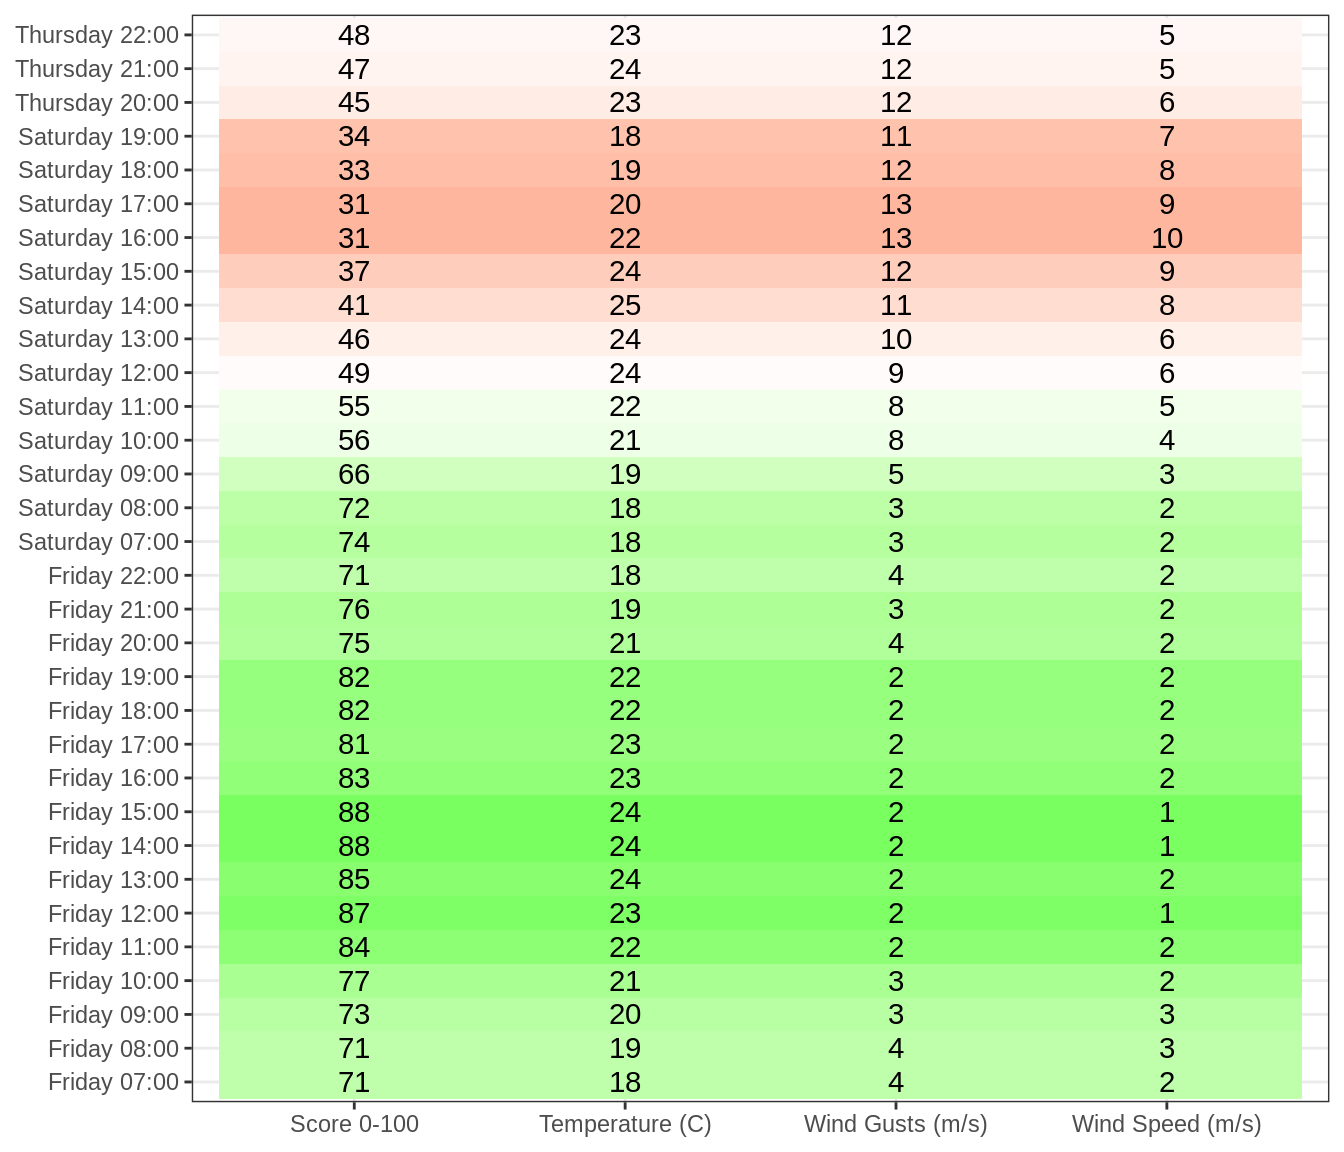 Thursday 22:00 48 23 12 5
Thursday 21:00 47 24 12 5
Thursday 20:00 45 23 12 6
Saturday 19:00 34 18 11 7
Saturday 18:00 33 19 12 8
Saturday 17:00 31 20 13 9
Saturday 16:00 31 22 13 10
Saturday 15:00 37 24 12 9
Saturday 14:00 41 25 11 8
Saturday 13:00 46 24 10 6
Saturday 12:00 49 24 9 6
Saturday 11:00 55 22 8 5
Saturday 10:00 56 21 8 4
Saturday 09:00 66 19 5 3
Saturday 08:00 72 18 3 2
Saturday 07:00 74 18 3 2
Friday 22:00 71 18 4 2
Friday 21:00 76 19 3 2
Friday 20:00 75 21 4 2
Friday 19:00 82 22 2 2
Friday 18:00 82 22 2 2
Friday 17:00 81 23 2 2
Friday 16:00 83 23 2 2
Friday 15:00 88 24 2 1
Friday 14:00 88 24 2 1
Friday 13:00 85 24 2 2
Friday 12:00 87 23 2 1
Friday 11:00 84 22 2 2
Friday 10:00 77 21 3 2
Friday 09:00 73 20 3 3
Friday 08:00 71 19 4 3
Friday 07:00 71 18 4 2
Score 0-100 Temperature (C) Wind Gusts (m/s) Wind Speed (m/s)